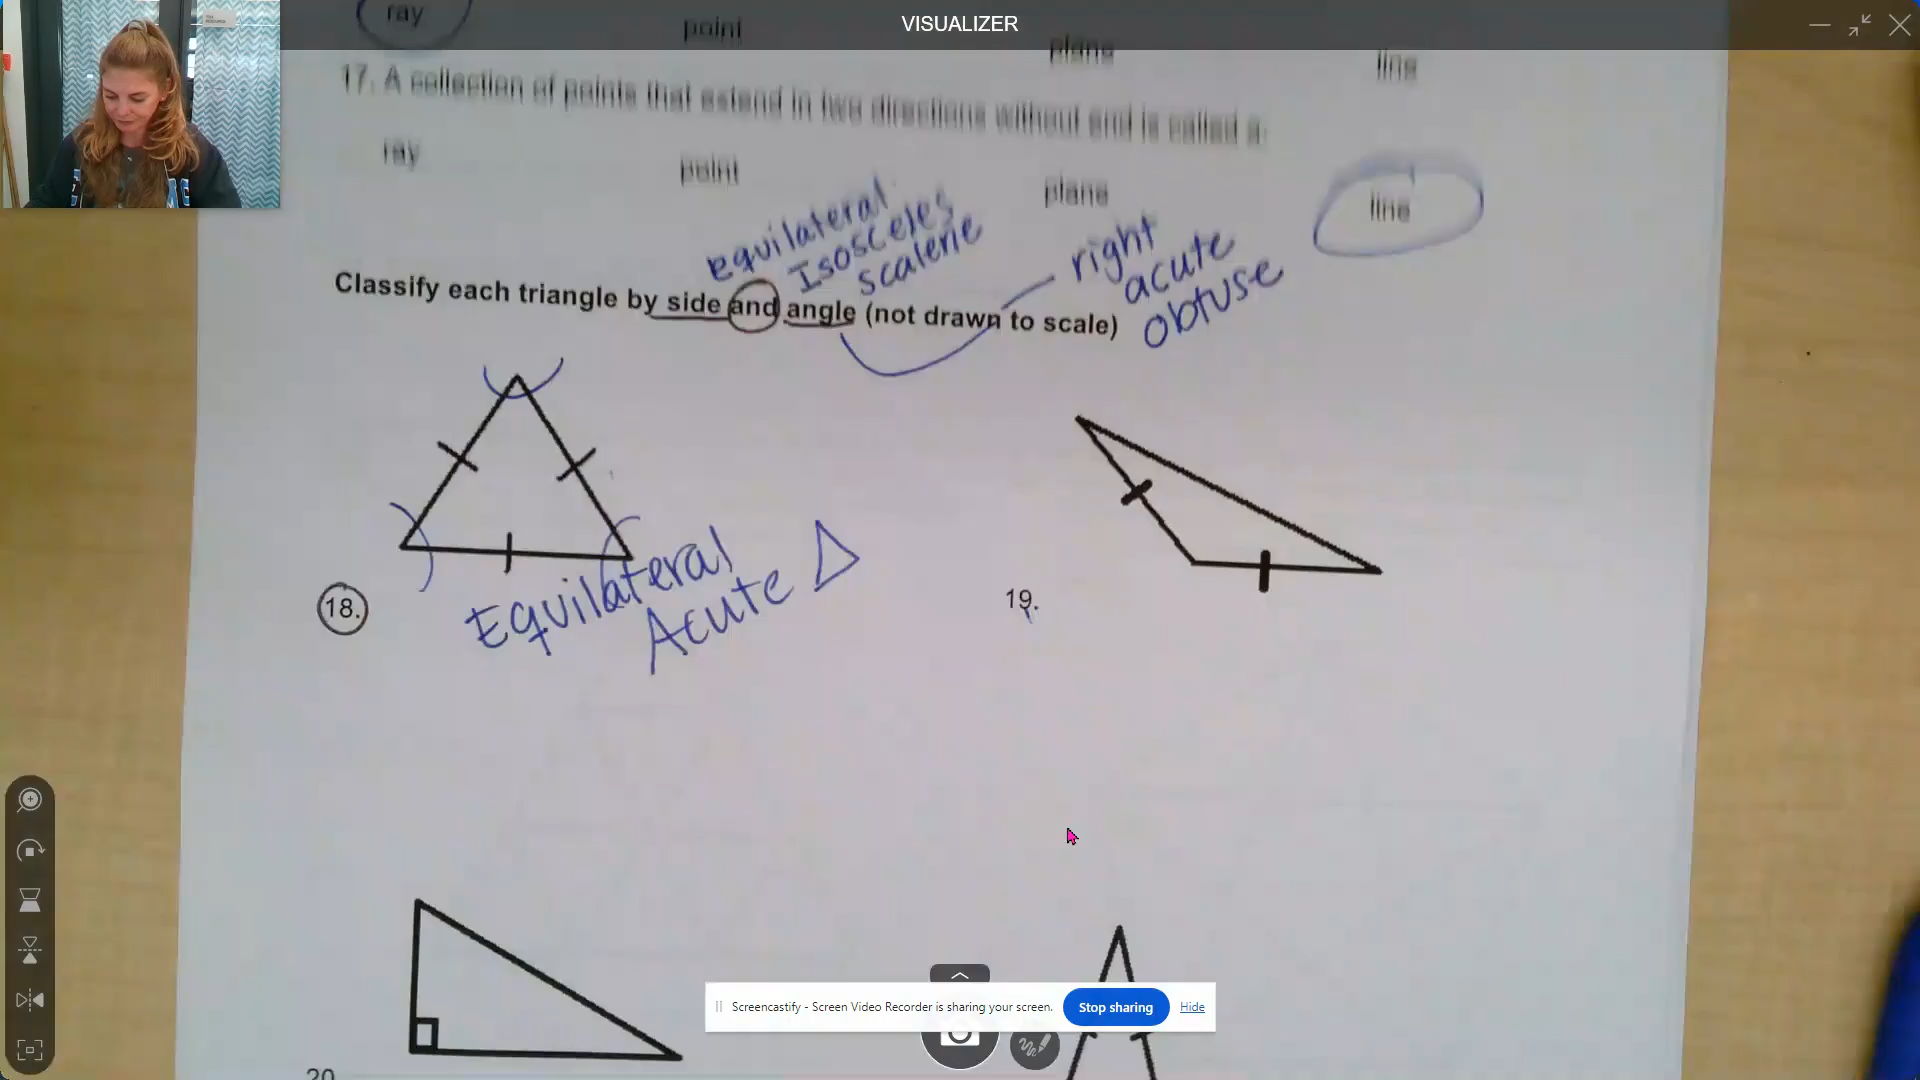 VISUALIZER
ray point plane line
17. A collection of points that extend in two directions without end is called a:
ray point plane line
Equilateral
Isosceles
scalene
right
acute
obtuse
Classify each triangle by side and angle (not drawn to scale)
18.
Equilateral
Acute △
19.
20
Screencastify - Screen Video Recorder is sharing your screen.
Stop sharing
Hide